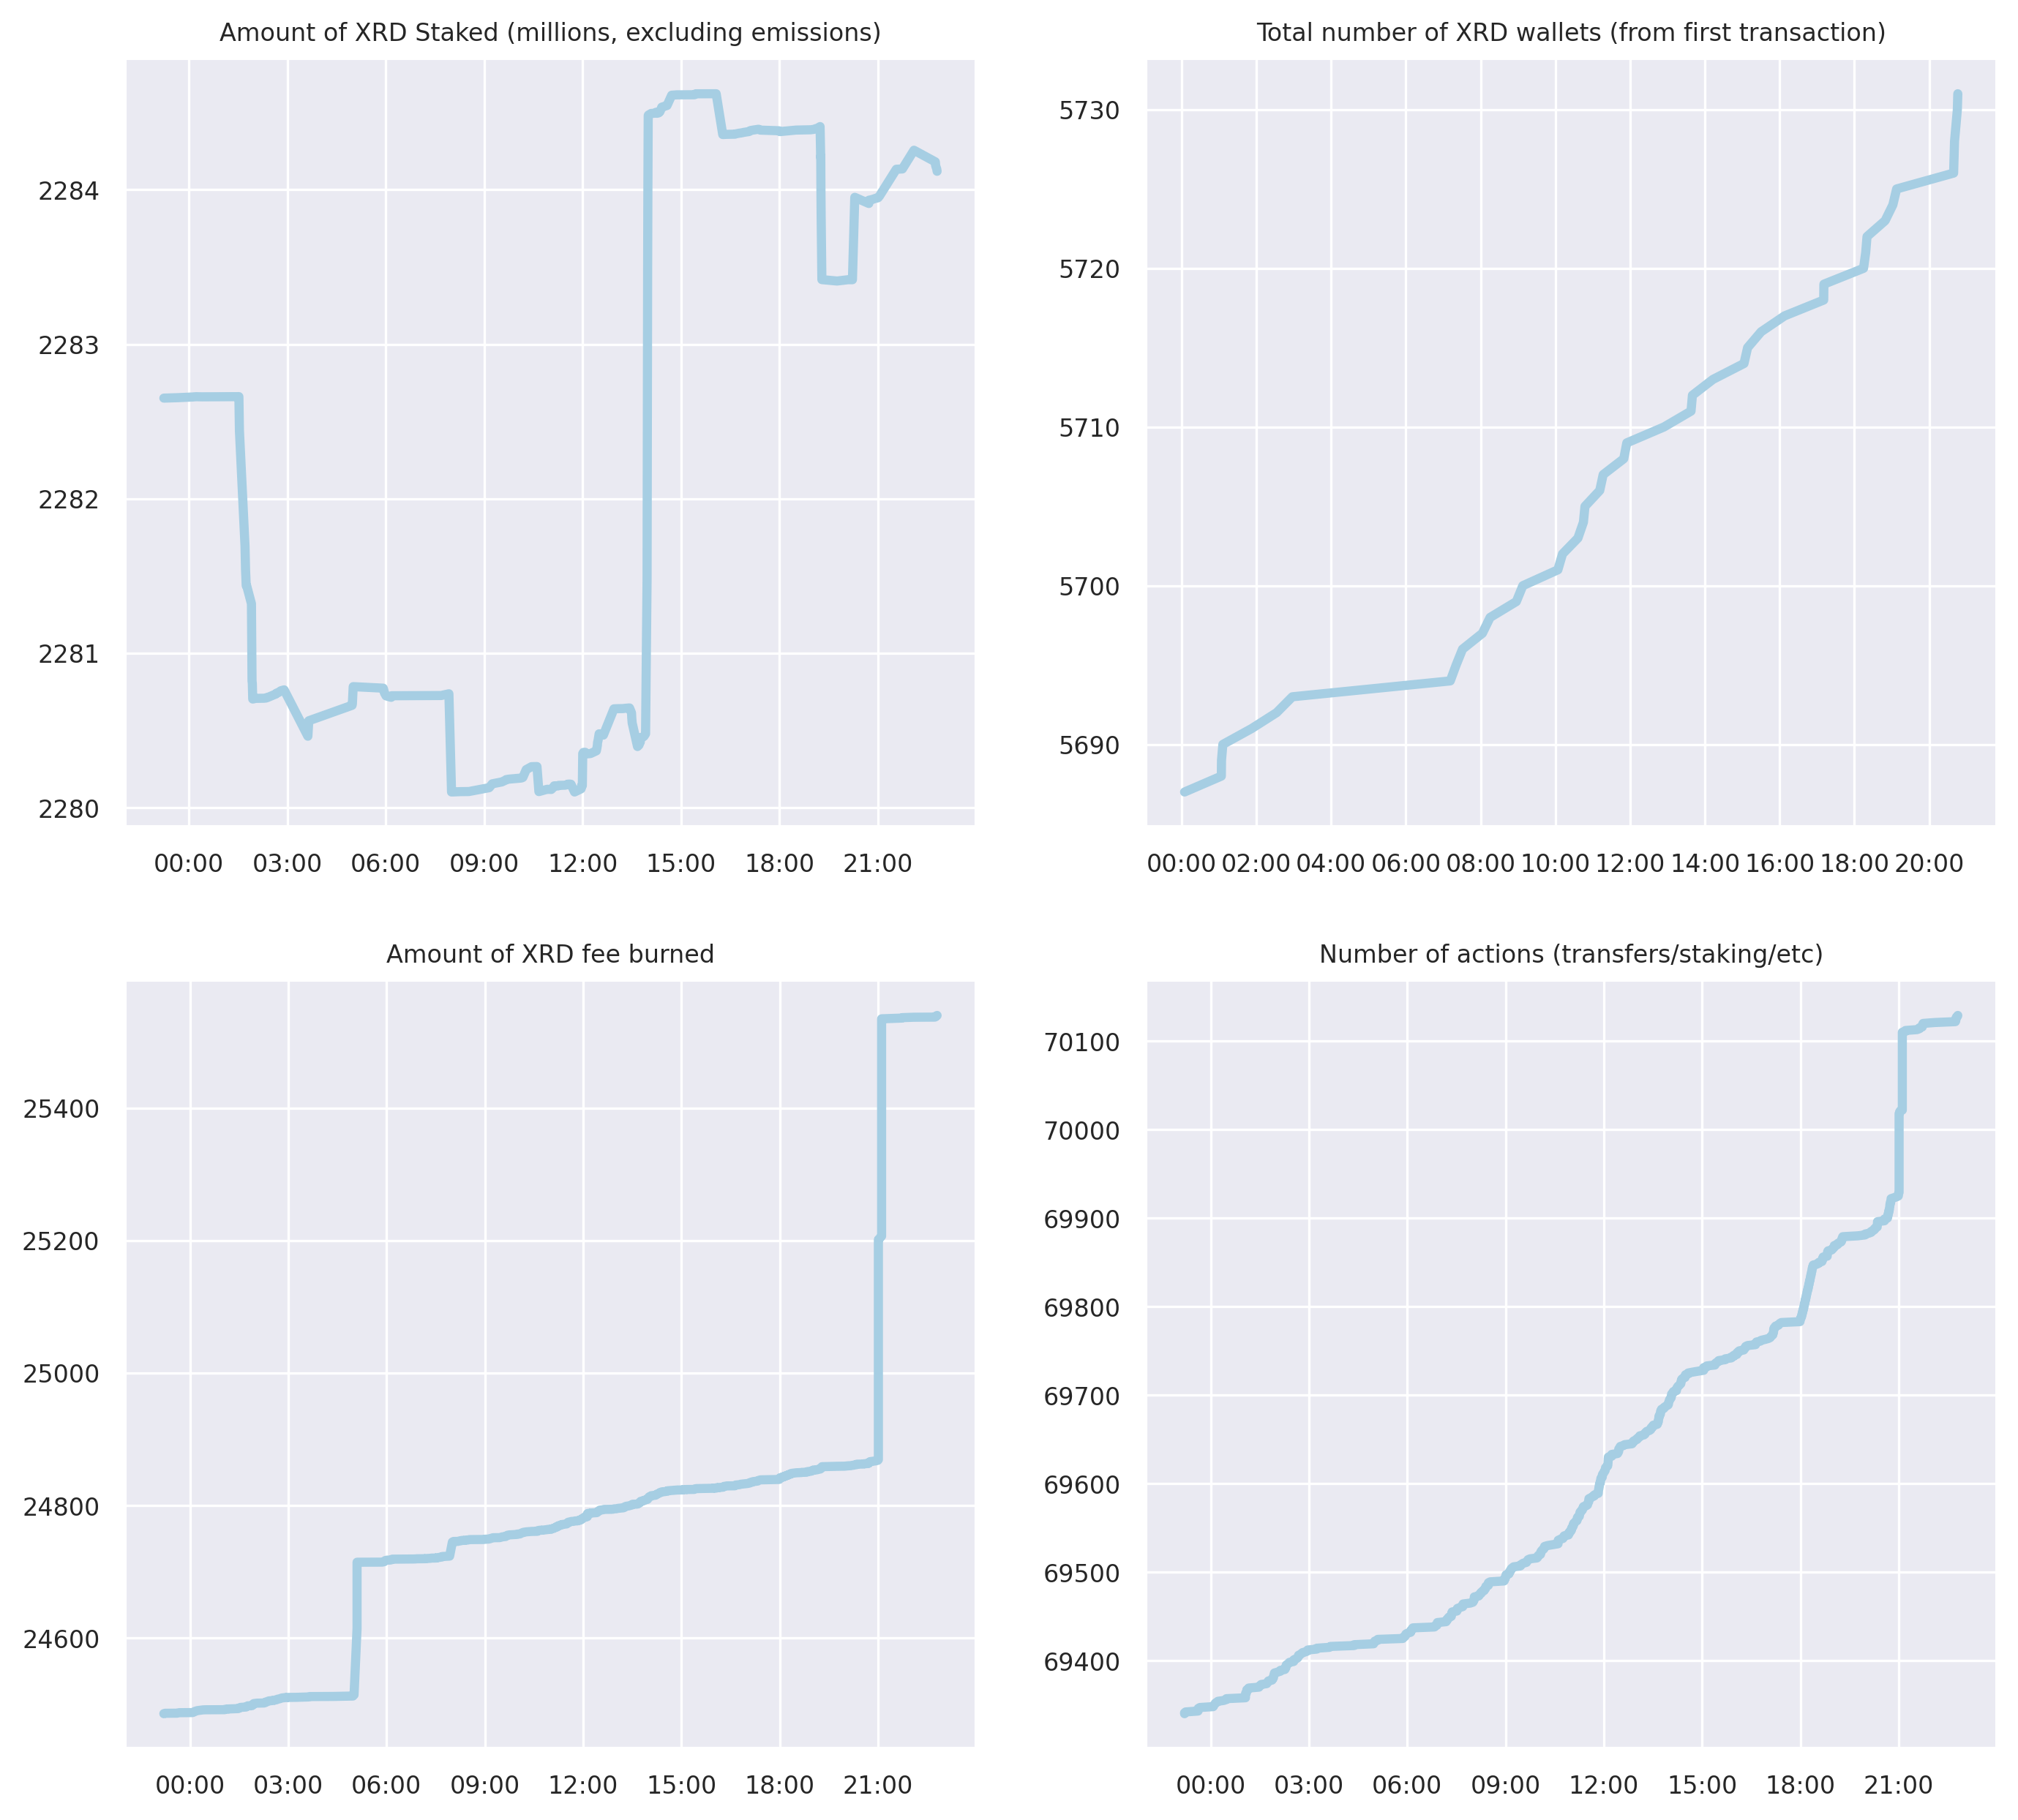 Amount of XRD Staked (millions, excluding emissions)
2284
2283
2282
2281
2280
00:00 03:00 06:00 09:00 12:00 15:00 18:00 21:00
Total number of XRD wallets (from first transaction)
5730
5720
5710
5700
5690
00:00 02:00 04:00 06:00 08:00 10:00 12:00 14:00 16:00 18:00 20:00
Amount of XRD fee burned
25400
25200
25000
24800
24600
00:00 03:00 06:00 09:00 12:00 15:00 18:00 21:00
Number of actions (transfers/staking/etc)
70100
70000
69900
69800
69700
69600
69500
69400
00:00 03:00 06:00 09:00 12:00 15:00 18:00 21:00